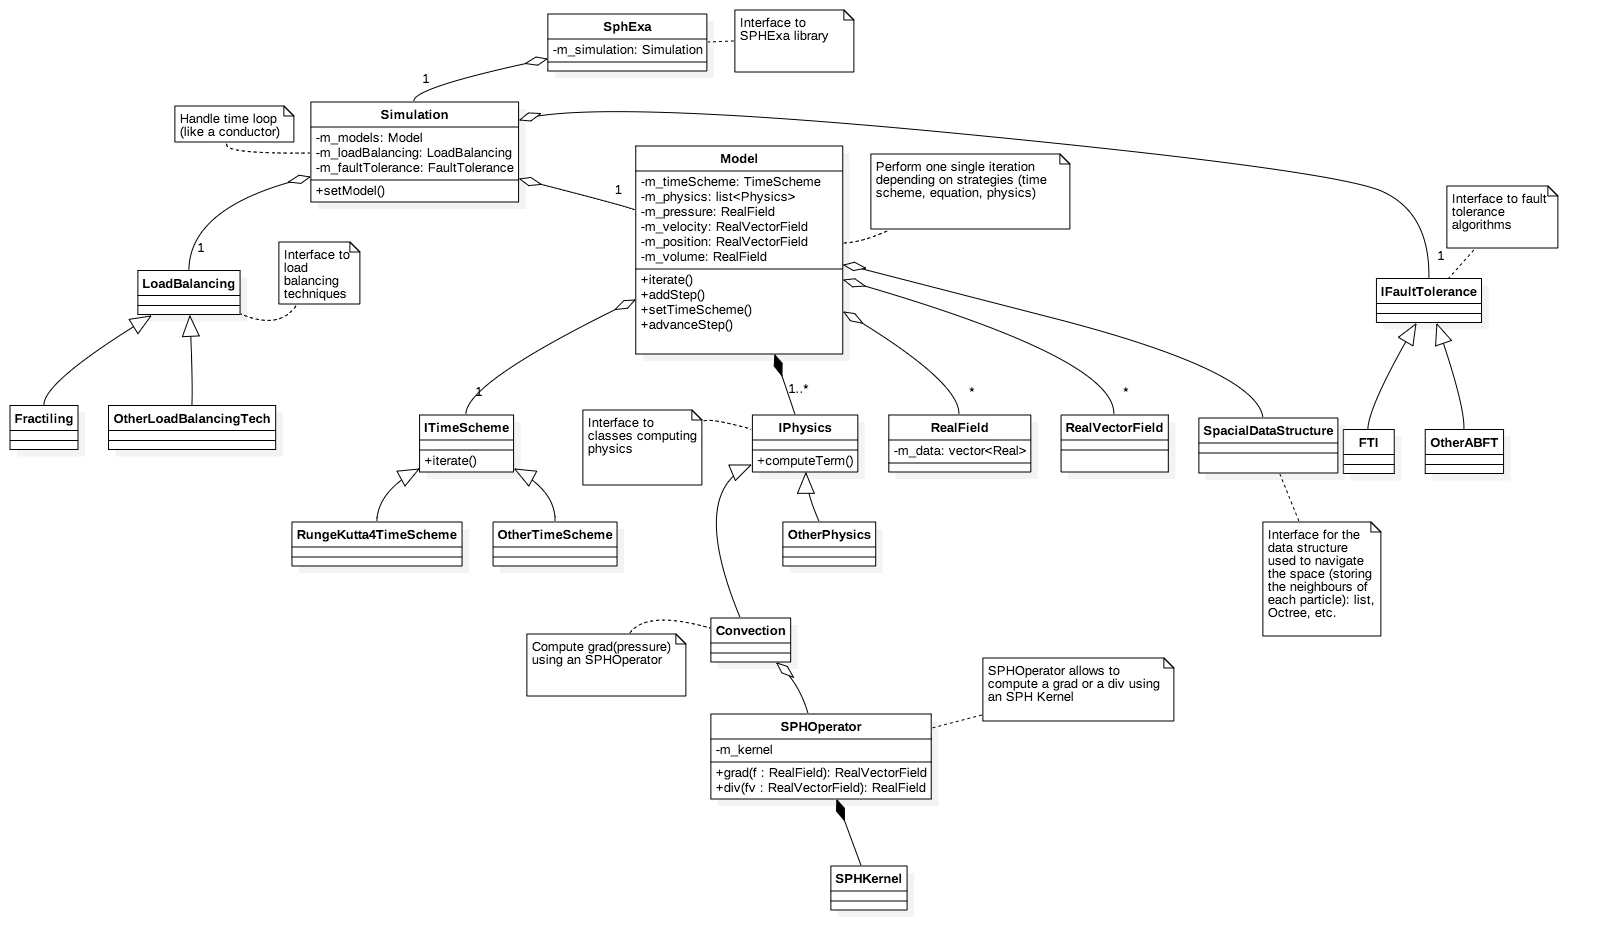 SphExa
-m_simulation: Simulation
Interface to
SPHExa library
1
Simulation
-m_models: Model
-m_loadBalancing: LoadBalancing
-m_faultTolerance: FaultTolerance
+setModel()
Handle time loop
(like a conductor)
1
Model
-m_timeScheme: TimeScheme
-m_physics: list<Physics>
-m_pressure: RealField
-m_velocity: RealVectorField
-m_position: RealVectorField
-m_volume: RealField
+iterate()
+addStep()
+setTimeScheme()
+advanceStep()
Perform one single iteration
depending on strategies (time
scheme, equation, physics)
Interface to fault
tolerance
algorithms
1
1
Interface to
load
balancing
techniques
LoadBalancing
IFaultTolerance
Fractiling
OtherLoadBalancingTech
1
1..*
*
*
ITimeScheme
+iterate()
Interface to
classes computing
physics
IPhysics
+computeTerm()
RealField
-m_data: vector<Real>
RealVectorField
SpacialDataStructure
FTI
OtherABFT
RungeKutta4TimeScheme
OtherTimeScheme
OtherPhysics
Interface for the
data structure
used to navigate
the space (storing
the neighbours of
each particle): list,
Octree, etc.
Convection
Compute grad(pressure)
using an SPHOperator
SPHOperator allows to
compute a grad or a div using
an SPH Kernel
SPHOperator
-m_kernel
+grad(f : RealField): RealVectorField
+div(fv : RealVectorField): RealField
SPHKernel